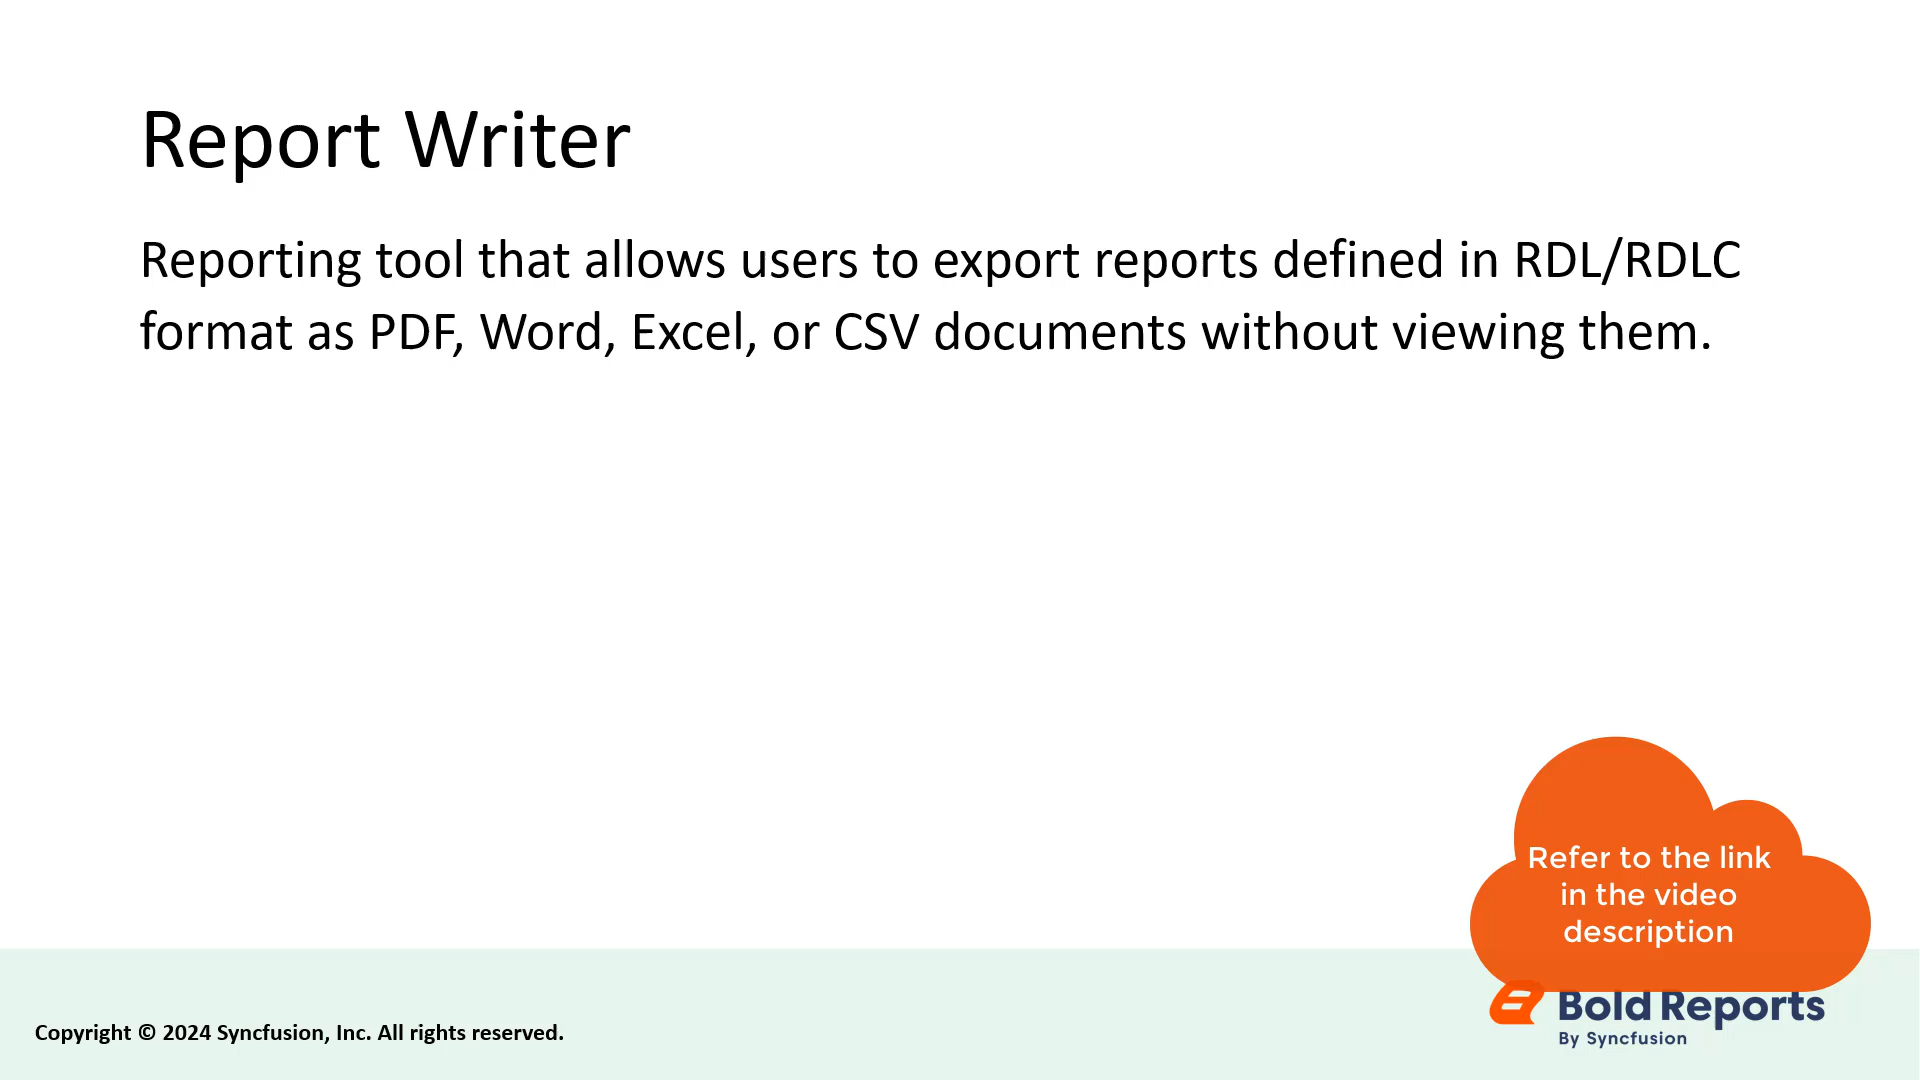 Report Writer
Reporting tool that allows users to export reports defined in RDL/RDLC
format as PDF, Word, Excel, or CSV documents without viewing them.
Refer to the link
in the video
description
Bold Reports
By Syncfusion
Copyright © 2024 Syncfusion, Inc. All rights reserved.